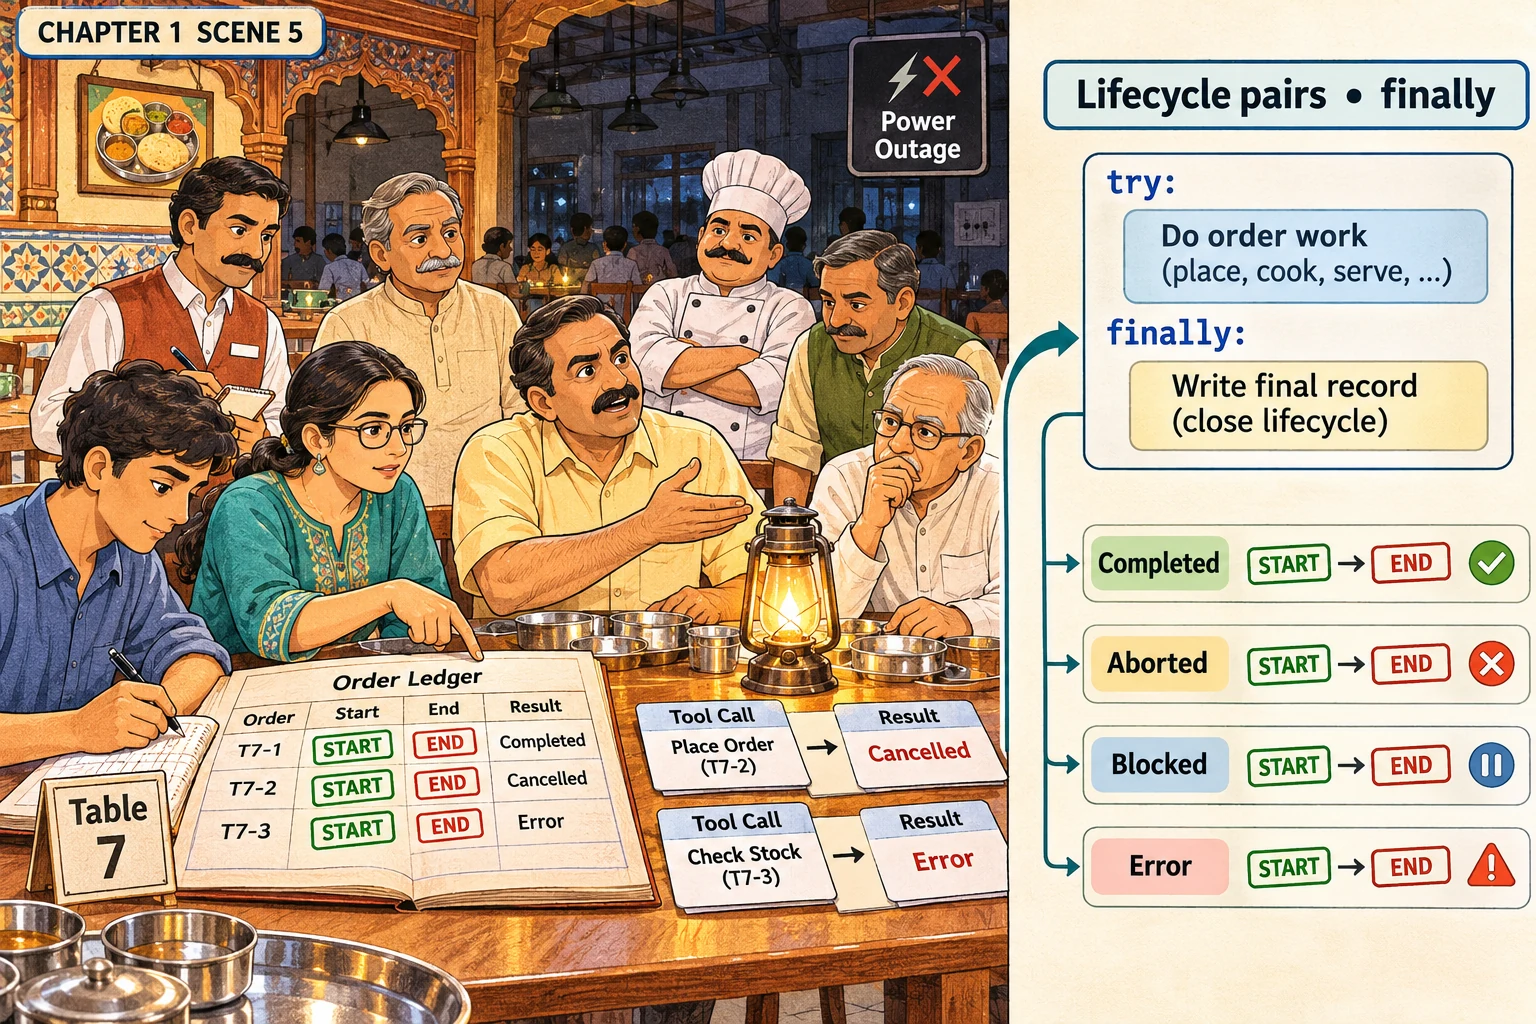 CHAPTER 1 SCENE 5
Power
Outage
Order Ledger
Order Start End Result
T7-1 START END Completed
T7-2 START END Cancelled
T7-3 START END Error
Table
7
Tool Call
Place Order
(T7-2)
Result
Cancelled
Tool Call
Check Stock
(T7-3)
Result
Error
Lifecycle pairs • finally
try:
Do order work
(place, cook, serve, ...)
finally:
Write final record
(close lifecycle)
Completed START → END
Aborted START → END
Blocked START → END
Error START → END